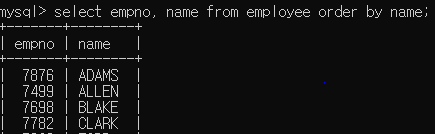 mysql> select empno, name from employee order by name;
+-------+--------+
| empno | name   |
+-------+--------+
|  7876 | ADAMS  |
|  7499 | ALLEN  |
|  7698 | BLAKE  |
|  7782 | CLARK  |